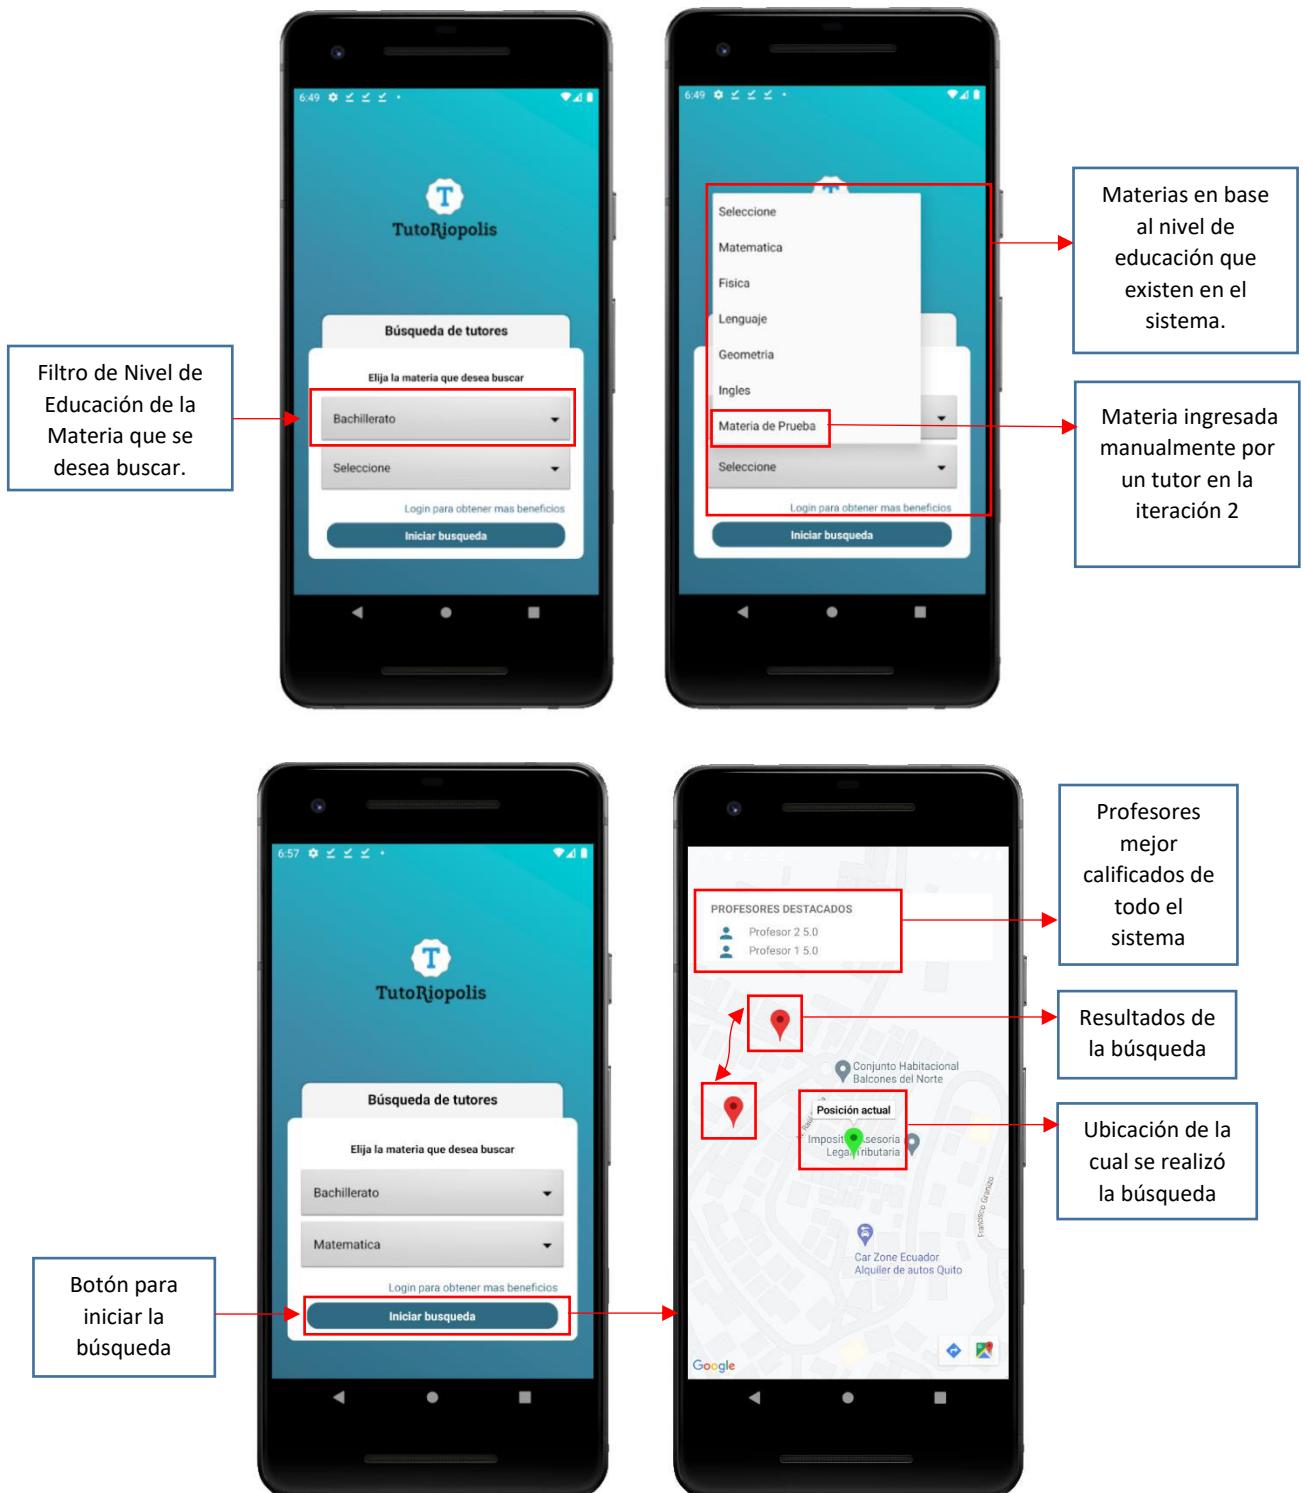 6:49
TutoRiopolis
Búsqueda de tutores
Elija la materia que desea buscar
Bachillerato
Seleccione
Login para obtener mas beneficios
Iniciar busqueda
Filtro de Nivel de
Educación de la
Materia que se
desea buscar.
6:49
Seleccione
Matematica
Fisica
Lenguaje
Geometria
Ingles
Materia de Prueba
Seleccione
Login para obtener mas beneficios
Iniciar busqueda
Materias en base
al nivel de
educación que
existen en el
sistema.
Materia ingresada
manualmente por
un tutor en la
iteración 2
6:57
TutoRiopolis
Búsqueda de tutores
Elija la materia que desea buscar
Bachillerato
Matematica
Login para obtener mas beneficios
Iniciar busqueda
Botón para
iniciar la
búsqueda
PROFESORES DESTACADOS
Profesor 2 5.0
Profesor 1 5.0
Conjunto Habitacional
Balcones del Norte
Posición actual
Legal Tributaria
Francisco Granizo
Car Zone Ecuador
Alquiler de autos Quito
Google
Profesores
mejor
calificados de
todo el
sistema
Resultados de
la búsqueda
Ubicación de la
cual se realizó
la búsqueda